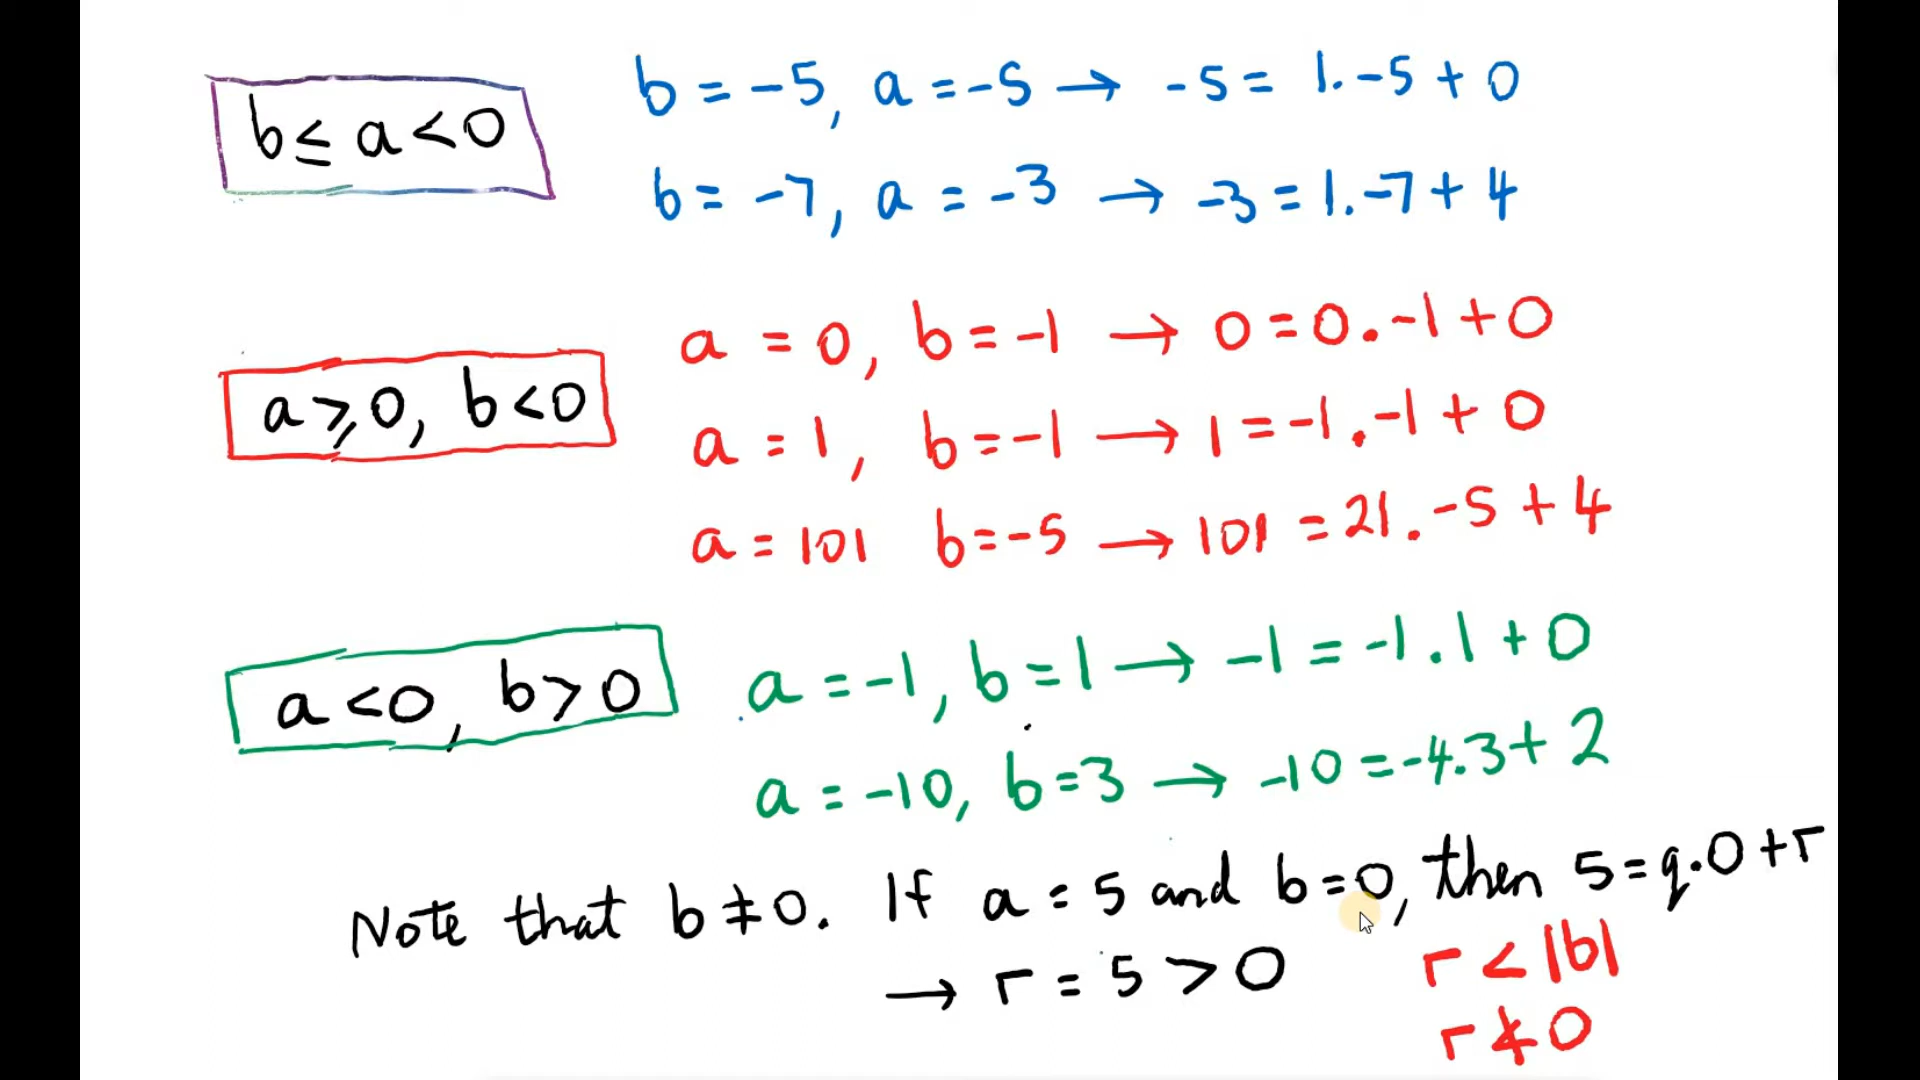 b ≤ a < 0
b = -5, a = -5 → -5 = 1. -5 + 0
b = -7, a = -3 → -3 = 1. -7 + 4
a ⩾ 0, b < 0
a = 0, b = -1 → 0 = 0. -1 + 0
a = 1, b = -1 → 1 = -1. -1 + 0
a = 101 b = -5 → 101 = 21. -5 + 4
a < 0, b > 0
a = -1, b = 1 → -1 = -1. 1 + 0
a = -10, b = 3 → -10 = -4. 3 + 2
Note that b ≠ 0. If a = 5 and b = 0, then 5 = q. 0 + r
→ r = 5 > 0
r < |b|
r ≮ 0